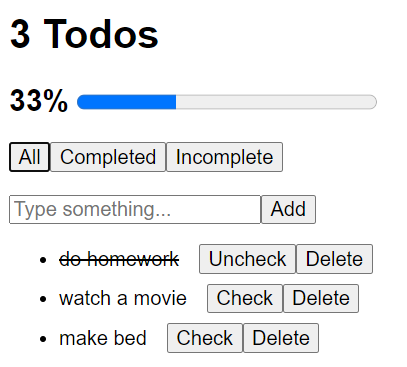 3 Todos
33%
All Completed Incomplete
Type something... Add
do homework Uncheck Delete
watch a movie Check Delete
make bed Check Delete